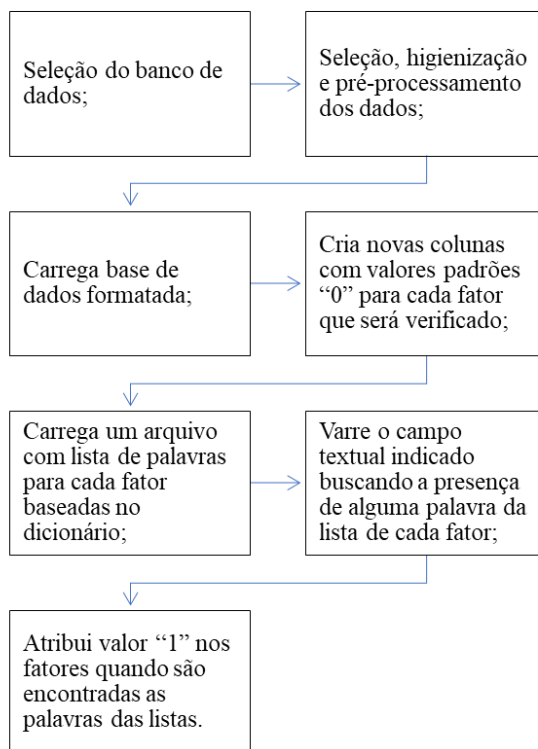 Seleção do banco de
dados;
Seleção, higienização
e pré-processamento
dos dados;
Carrega base de
dados formatada;
Cria novas colunas
com valores padrões
“0” para cada fator
que será verificado;
Carrega um arquivo
com lista de palavras
para cada fator
baseadas no
dicionário;
Varre o campo
textual indicado
buscando a presença
de alguma palavra da
lista de cada fator;
Atribui valor “1” nos
fatores quando são
encontradas as
palavras das listas.